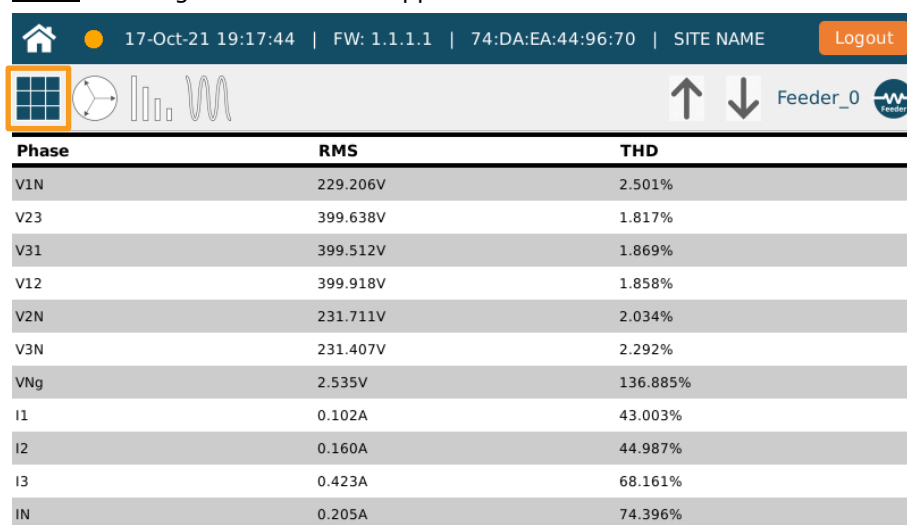 17-Oct-21 19:17:44 | FW: 1.1.1.1 | 74:DA:EA:44:96:70 | SITE NAME Logout
Feeder_0 Feeder
Phase RMS THD
V1N 229.206V 2.501%
V23 399.638V 1.817%
V31 399.512V 1.869%
V12 399.918V 1.858%
V2N 231.711V 2.034%
V3N 231.407V 2.292%
VNg 2.535V 136.885%
I1 0.102A 43.003%
I2 0.160A 44.987%
I3 0.423A 68.161%
IN 0.205A 74.396%